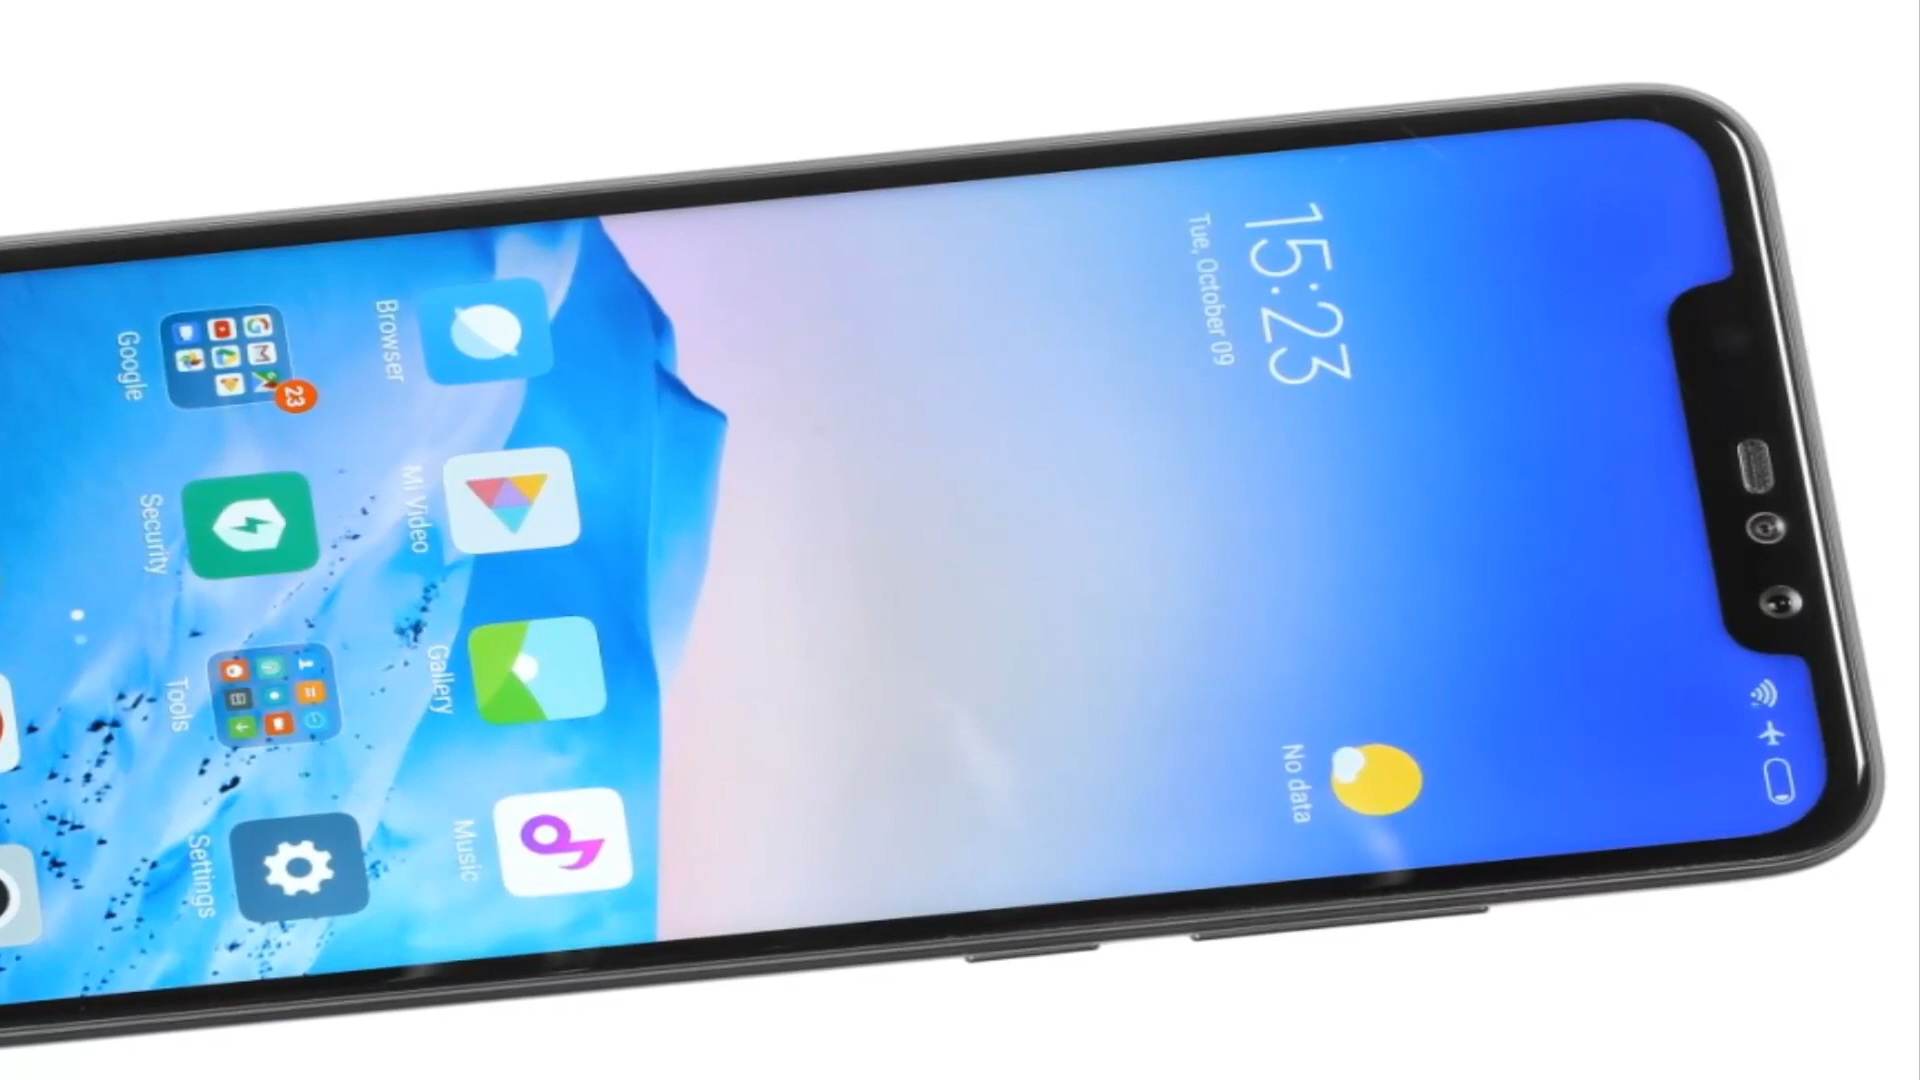 15:23
Tue, October 09
No data
Browser
Mi Video
Gallery
Music
Google
23
Security
Tools
Settings